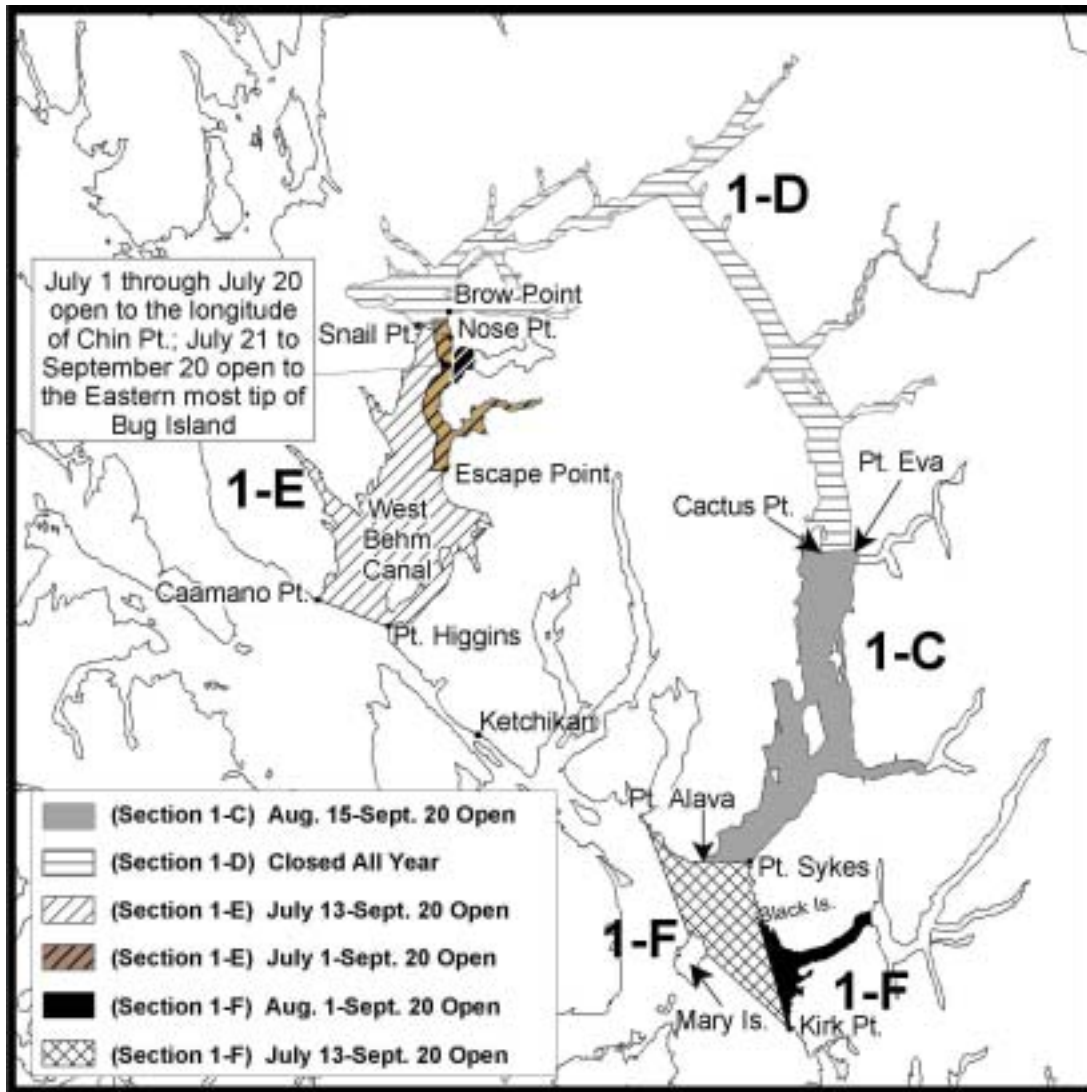 1-D
July 1 through July 20
open to the longitude
of Chin Pt.; July 21 to
September 20 open to
the Eastern most tip of
Bug Island
Brow Point
Snail Pt.
Nose Pt.
1-E
Escape Point
West
Behm
Canal
Pt. Eva
Cactus Pt.
Caamano Pt.
Pt. Higgins
1-C
Ketchikan
Pt. Alava
Pt. Sykes
Black Is.
1-F
1-F
Mary Is.
Kirk Pt.
(Section 1-C) Aug. 15-Sept. 20 Open
(Section 1-D) Closed All Year
(Section 1-E) July 13-Sept. 20 Open
(Section 1-E) July 1-Sept. 20 Open
(Section 1-F) Aug. 1-Sept. 20 Open
(Section 1-F) July 13-Sept. 20 Open